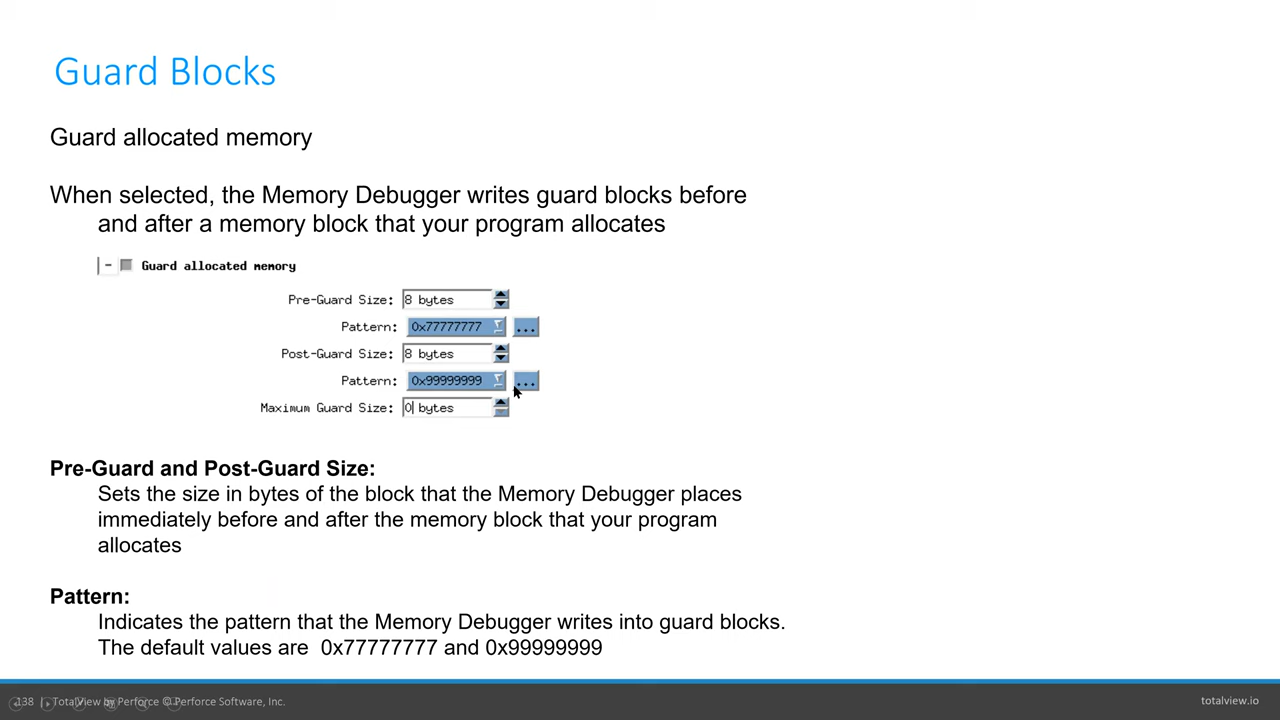 Guard Blocks
Guard allocated memory
When selected, the Memory Debugger writes guard blocks before
and after a memory block that your program allocates
Guard allocated memory
Pre-Guard Size: 8 bytes
Pattern: 0x77777777 ...
Post-Guard Size: 8 bytes
Pattern: 0x99999999 ...
Maximum Guard Size: 0 bytes
Pre-Guard and Post-Guard Size:
Sets the size in bytes of the block that the Memory Debugger places
immediately before and after the memory block that your program
allocates
Pattern:
Indicates the pattern that the Memory Debugger writes into guard blocks.
The default values are 0x77777777 and 0x99999999
138 | TotalView by Perforce © Perforce Software, Inc.
totalview.io